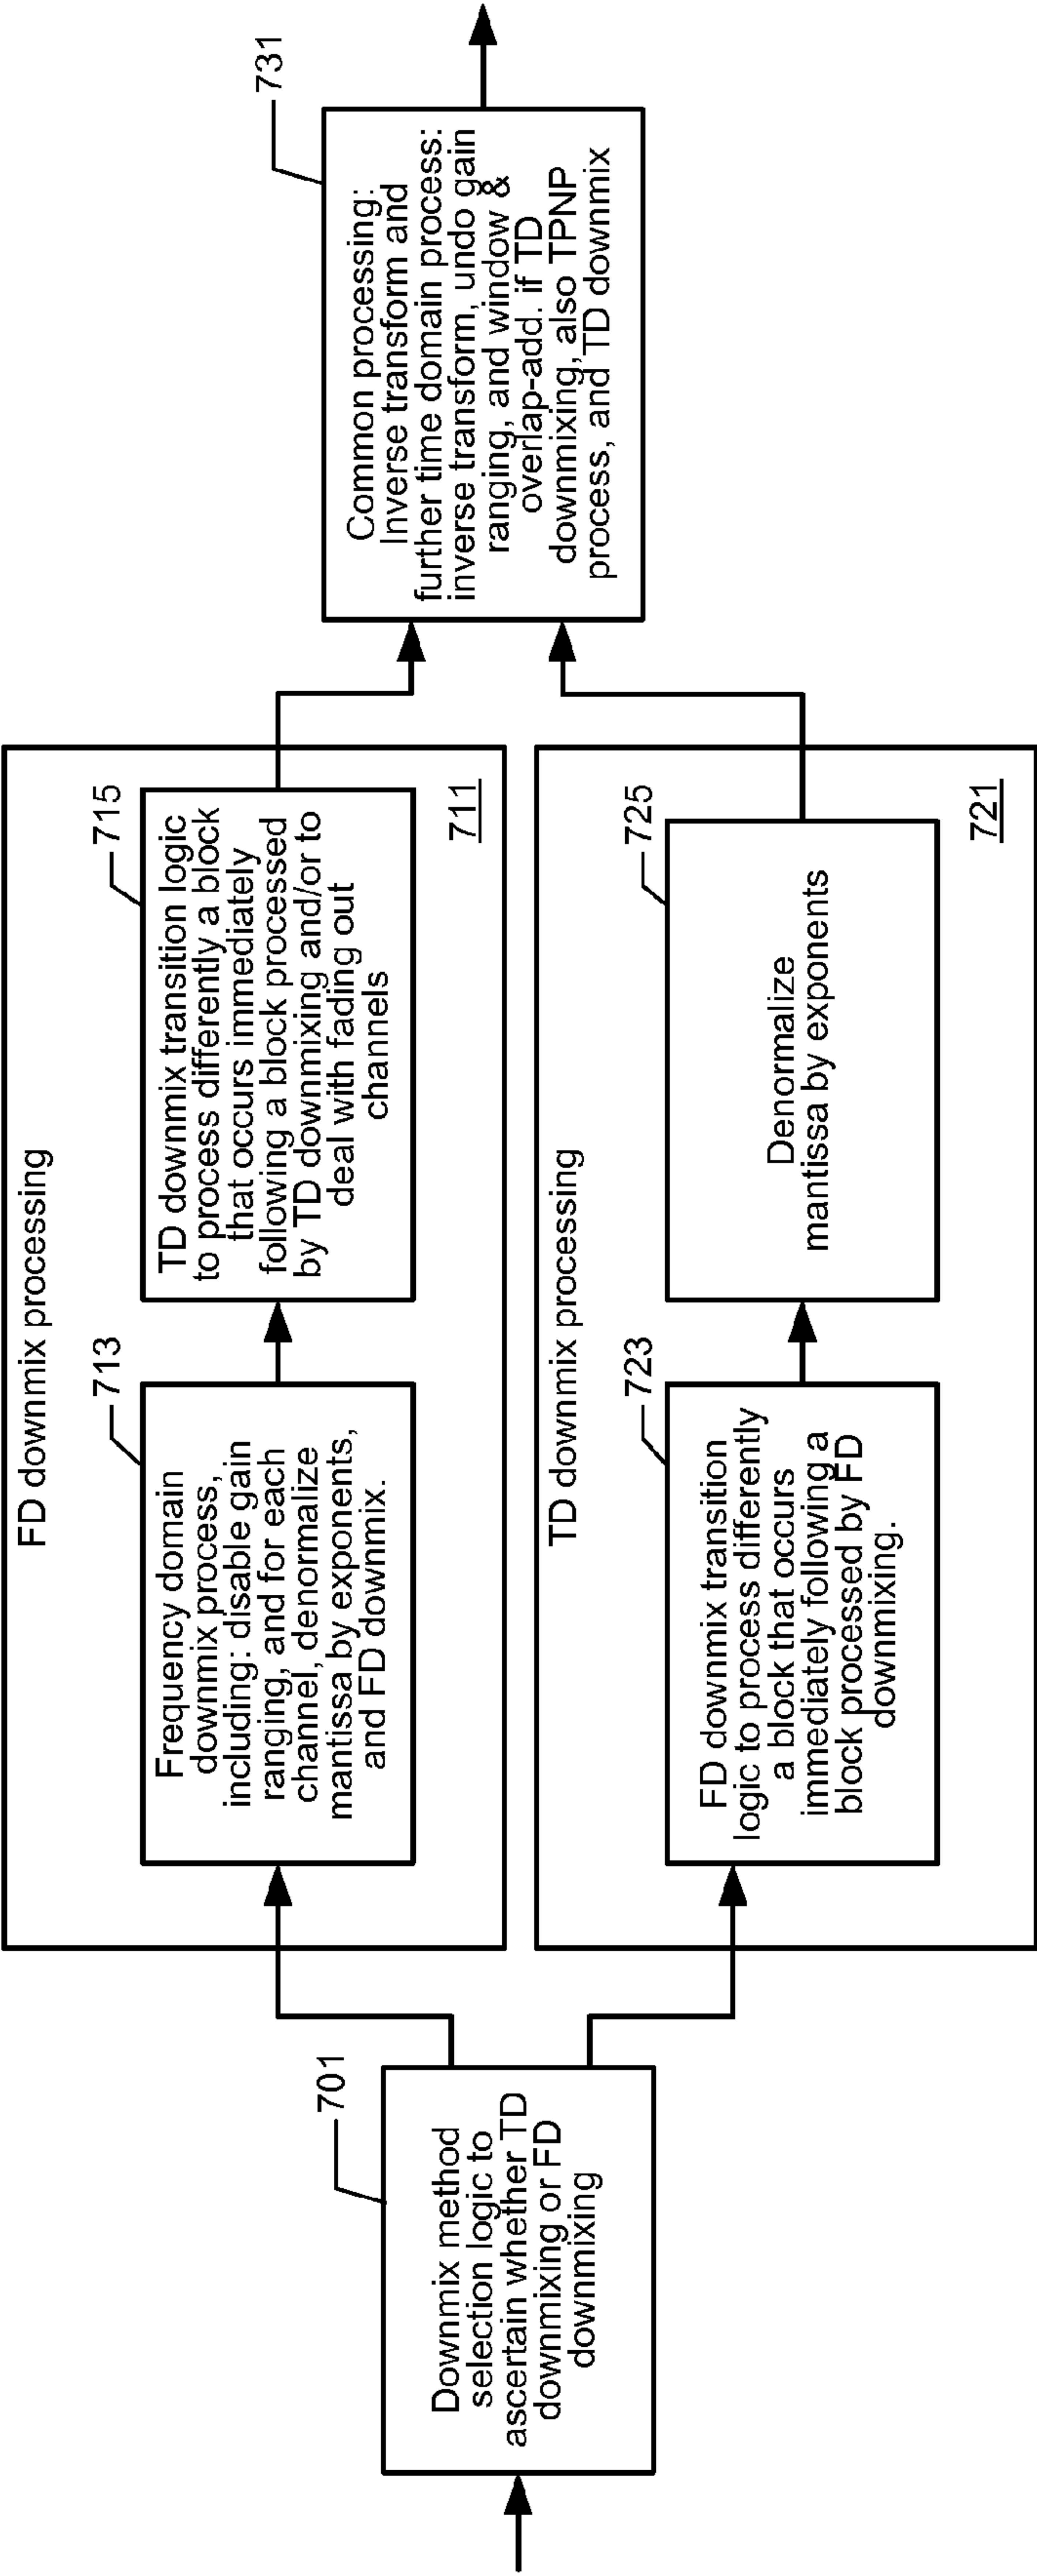 701
Downmix method
selection logic to
ascertain whether TD
downmixing or FD
downmixing
FD downmix processing
713
Frequency domain
downmix process,
including: disable gain
ranging, and for each
channel, denormalize
mantissa by exponents,
and FD downmix.
715
TD downmix transition logic
to process differently a block
that occurs immediately
following a block processed
by TD downmixing and/or to
deal with fading out
channels
711
TD downmix processing
723
FD downmix transition
logic to process differently
a block that occurs
immediately following a
block processed by FD
downmixing.
725
Denormalize
mantissa by exponents
721
731
Common processing:
Inverse transform and
further time domain process:
inverse transform, undo gain
ranging, and window &
overlap-add. if TD
downmixing, also TPNP
process, and TD downmix